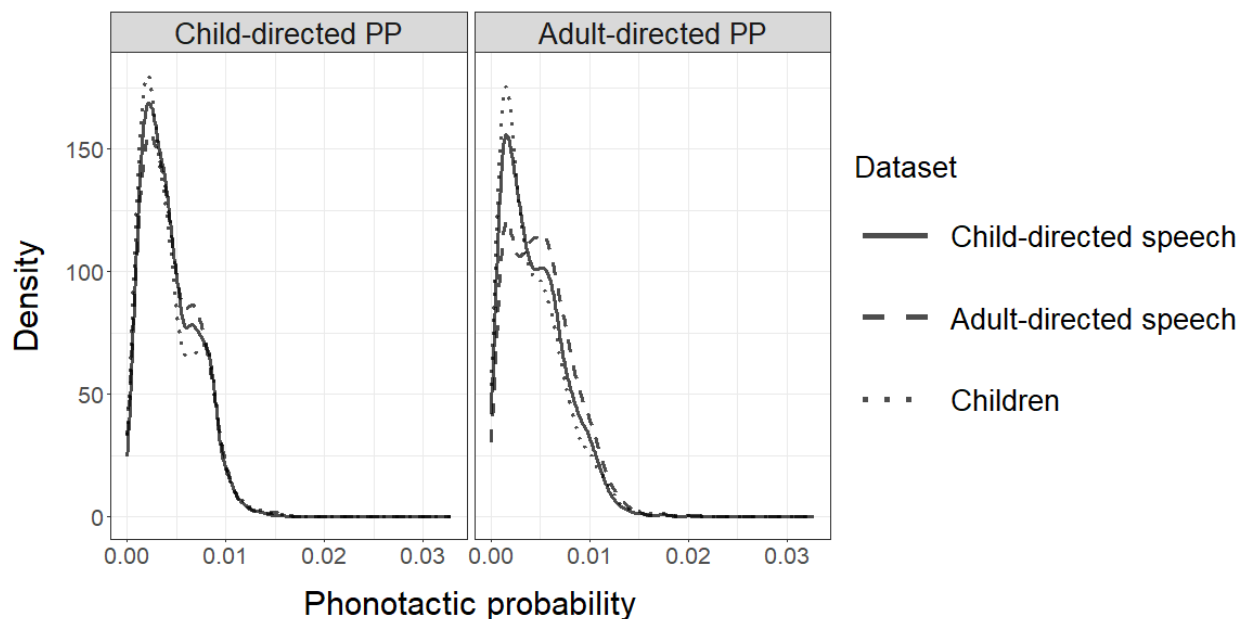 Child-directed PP
Adult-directed PP
150
100
50
0
Density
0.00 0.01 0.02 0.03
0.00 0.01 0.02 0.03
Phonotactic probability
Dataset
Child-directed speech
Adult-directed speech
Children